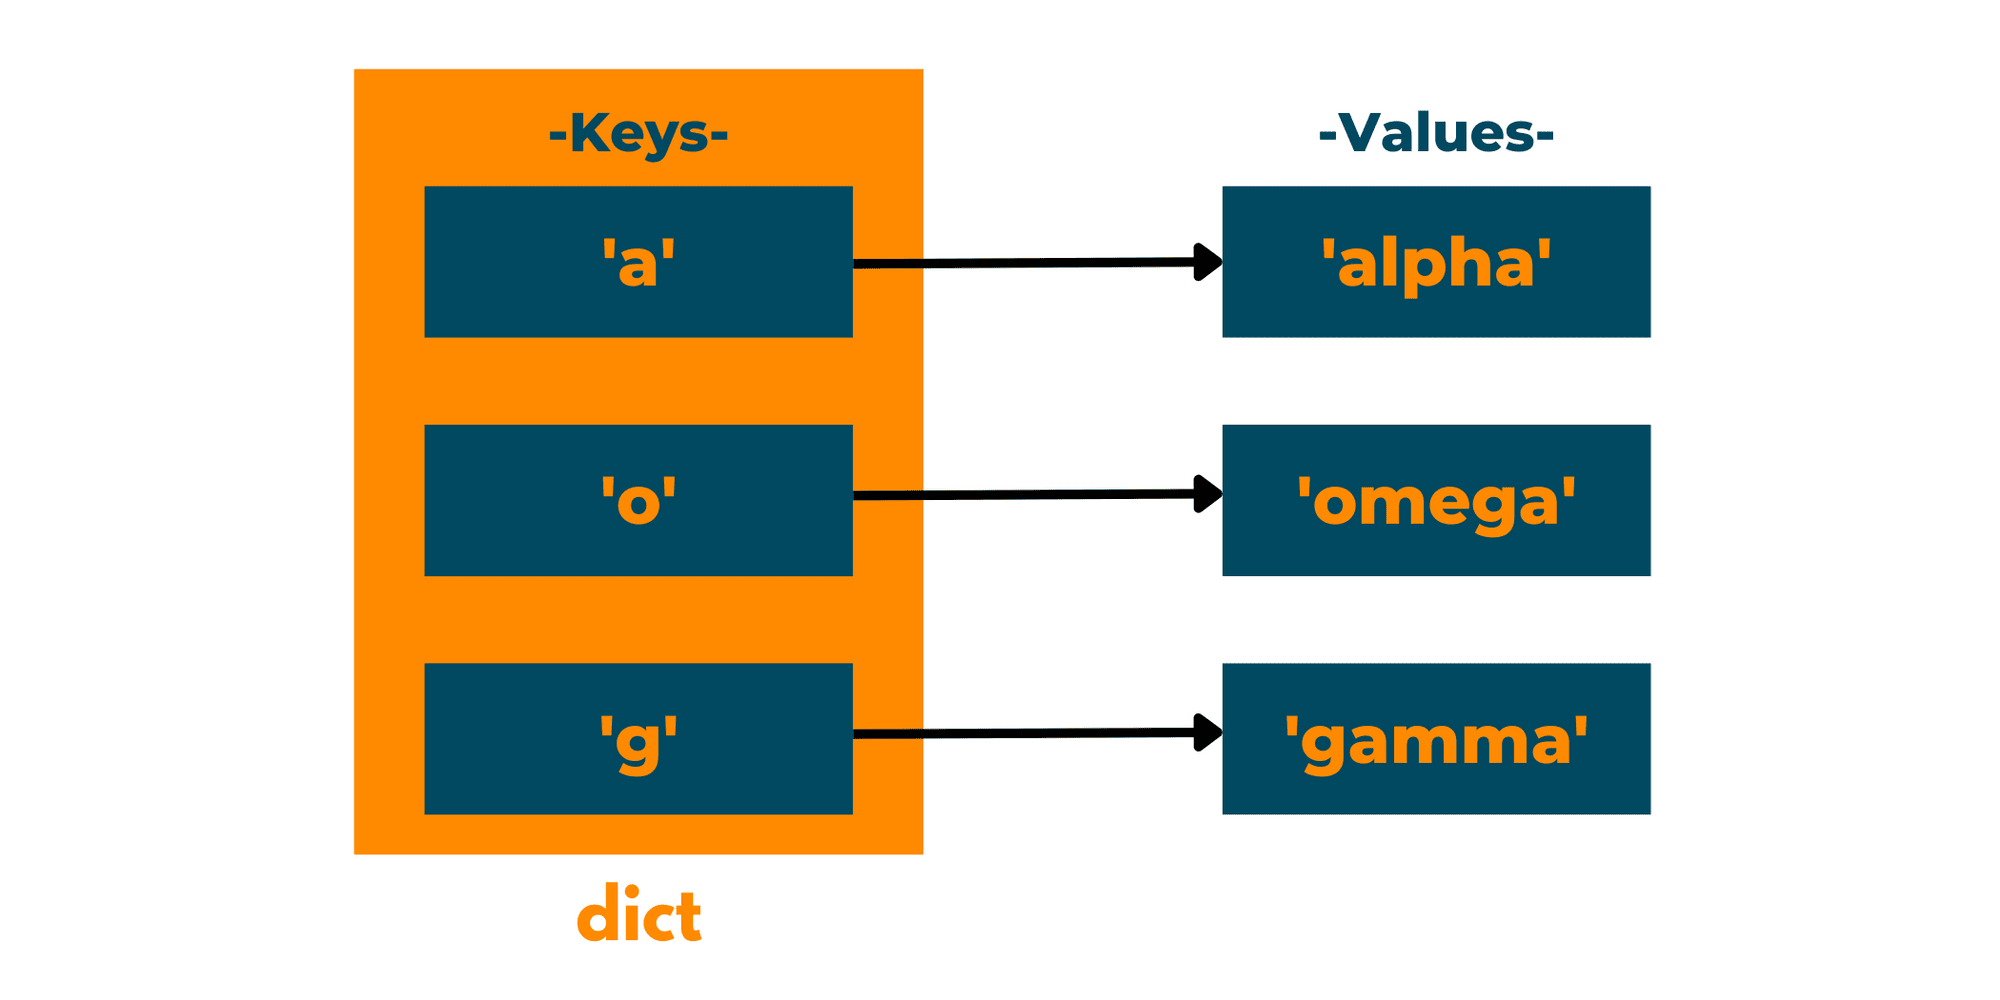 -Keys- -Values-
'a' 'alpha'
'o' 'omega'
'g' 'gamma'
dict